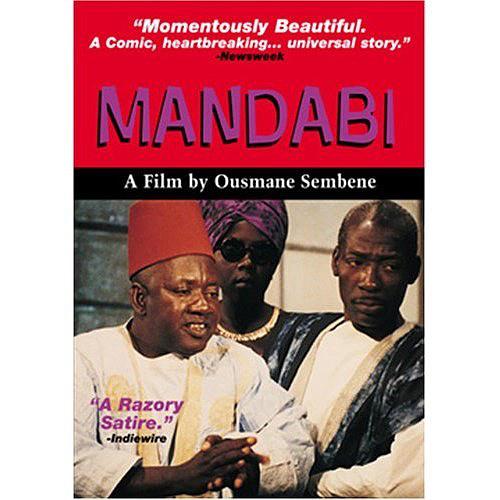 “Momentously Beautiful.
A Comic, heartbreaking... universal story.”
-Newsweek
MANDABI
A Film by Ousmane Sembene
“A Razory
Satire.”
-Indiewire